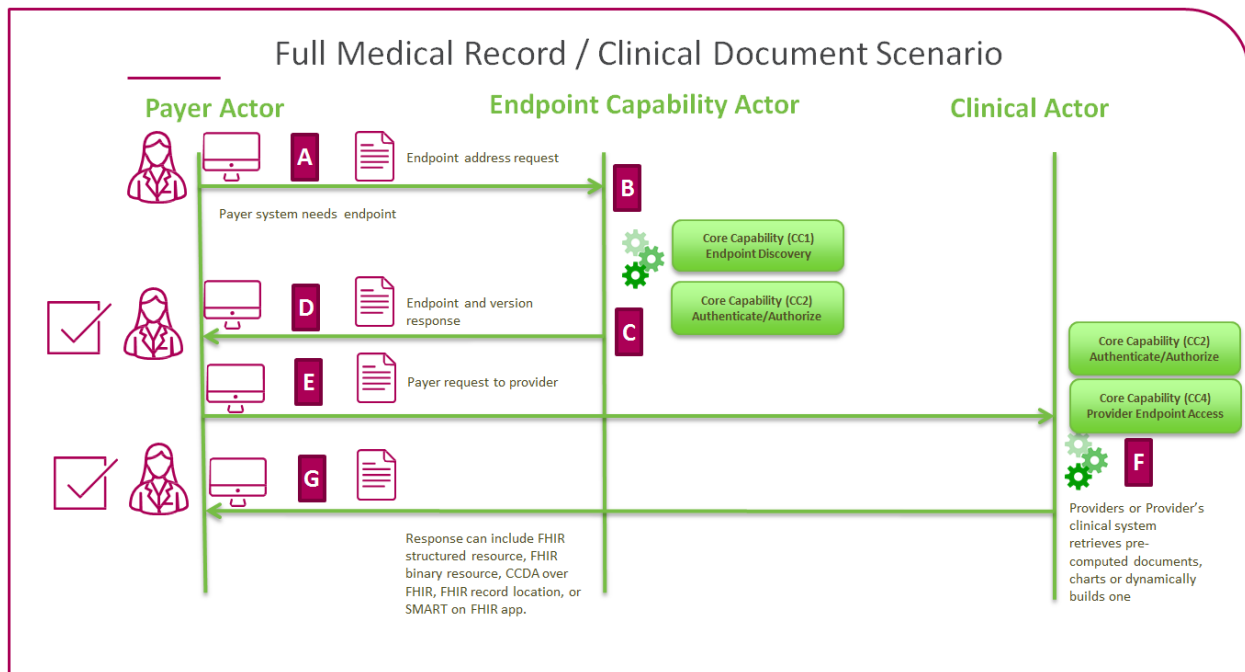 Full Medical Record / Clinical Document Scenario
Payer Actor
Endpoint Capability Actor
Clinical Actor
A
Endpoint address request
B
Payer system needs endpoint
Core Capability (CC1)
Endpoint Discovery
D
Endpoint and version
response
Core Capability (CC2)
Authenticate/Authorize
C
Core Capability (CC2)
Authenticate/Authorize
E
Payer request to provider
Core Capability (CC4)
Provider Endpoint Access
G
F
Response can include FHIR
structured resource, FHIR
binary resource, CCDA over
FHIR, FHIR record location, or
SMART on FHIR app.
Providers or Provider’s
clinical system
retrieves pre-
computed documents,
charts or dynamically
builds one